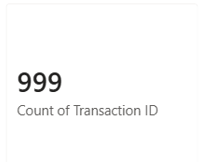 999
Count of Transaction ID